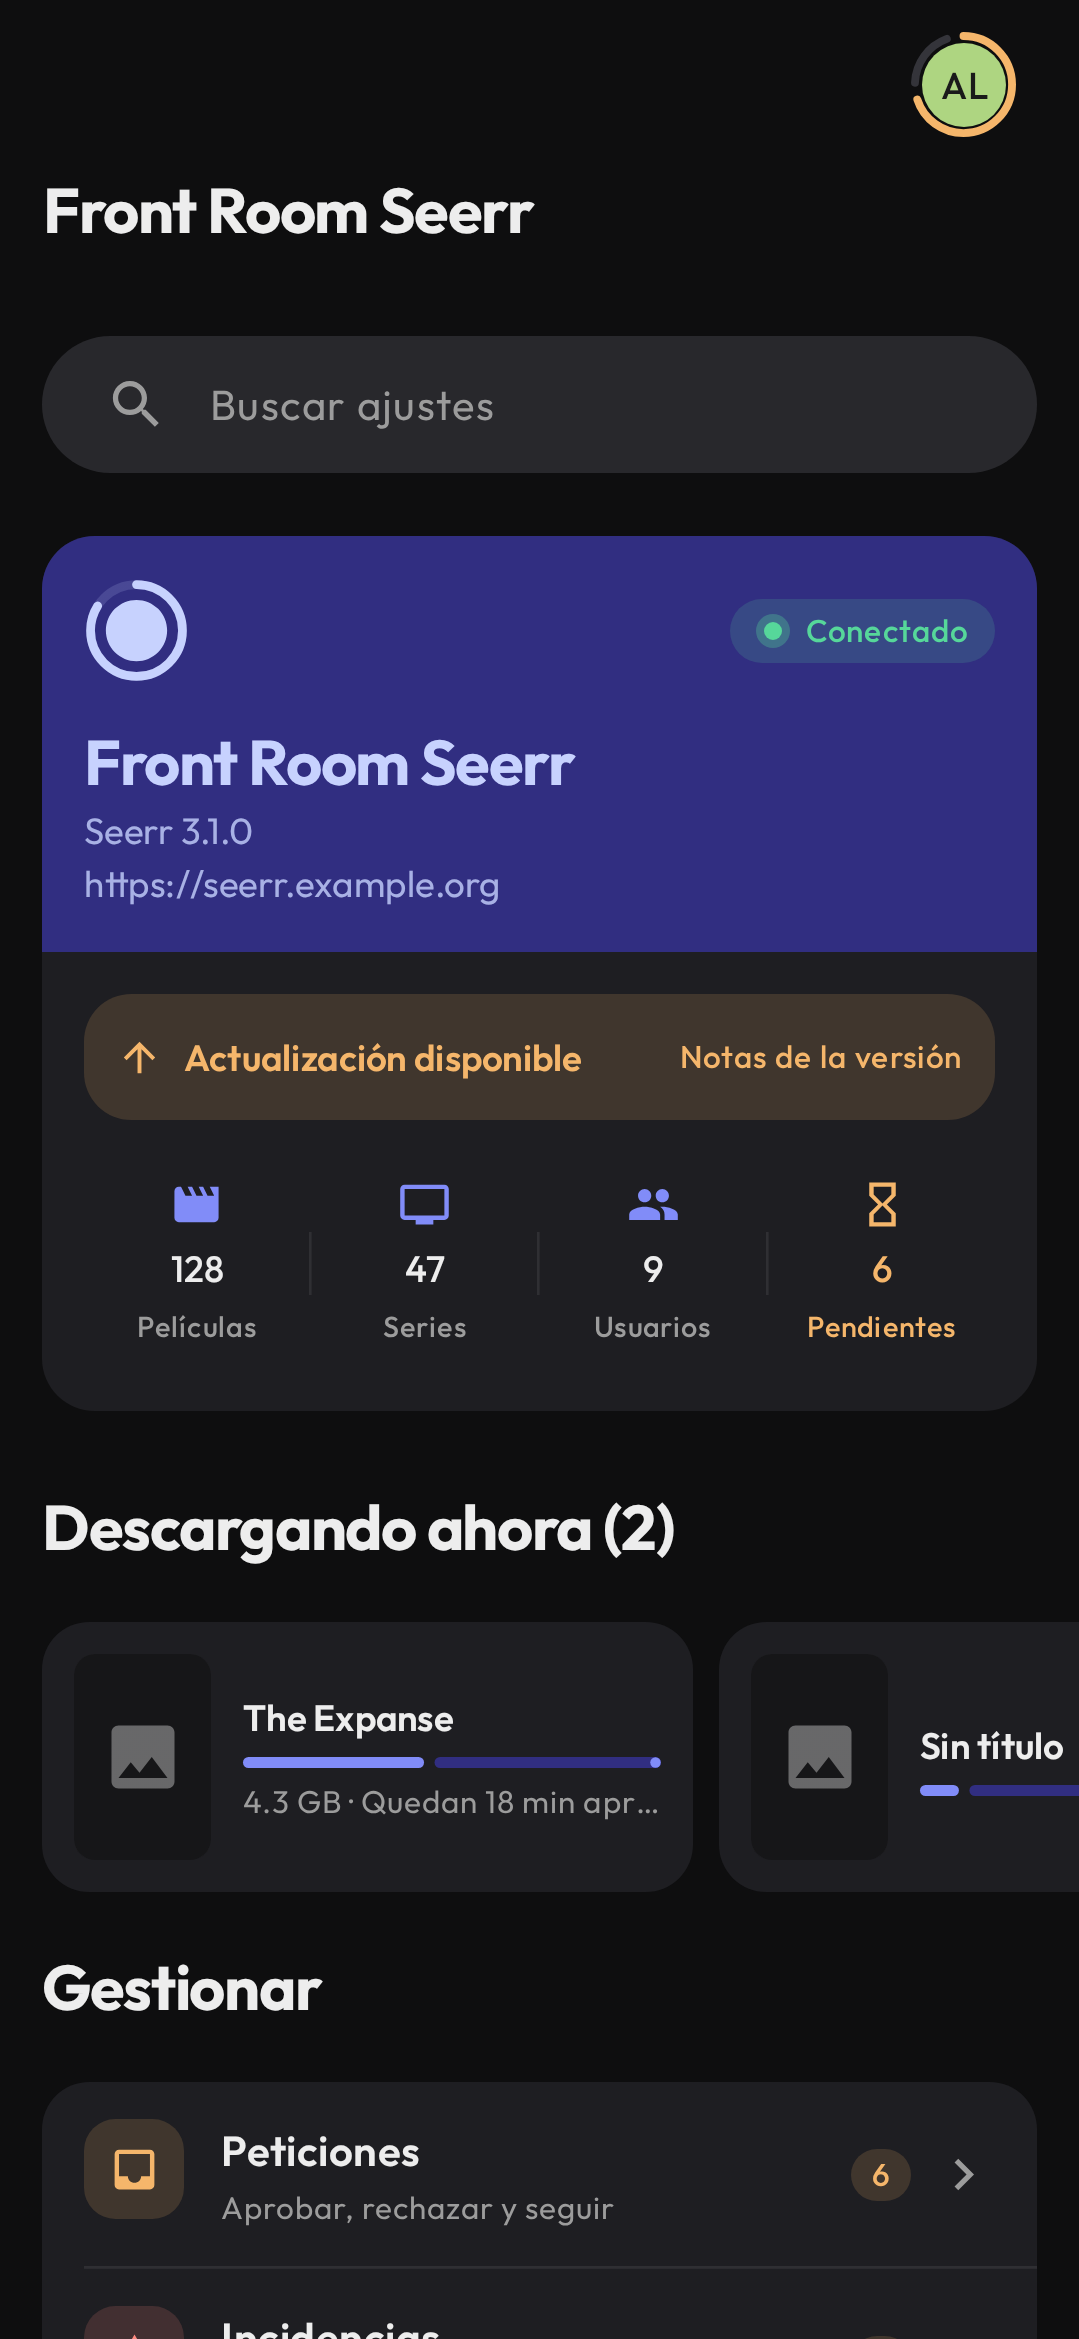 AL
Front Room Seerr
Buscar ajustes
Conectado
Front Room Seerr
Seerr 3.1.0
https://seerr.example.org
Actualización disponible
Notas de la versión
128
47
9
6
Películas
Series
Usuarios
Pendientes
Descargando ahora (2)
The Expanse
4.3 GB · Quedan 18 min apr...
Sin título
Gestionar
Peticiones
6
Aprobar, rechazar y seguir
Incidencias